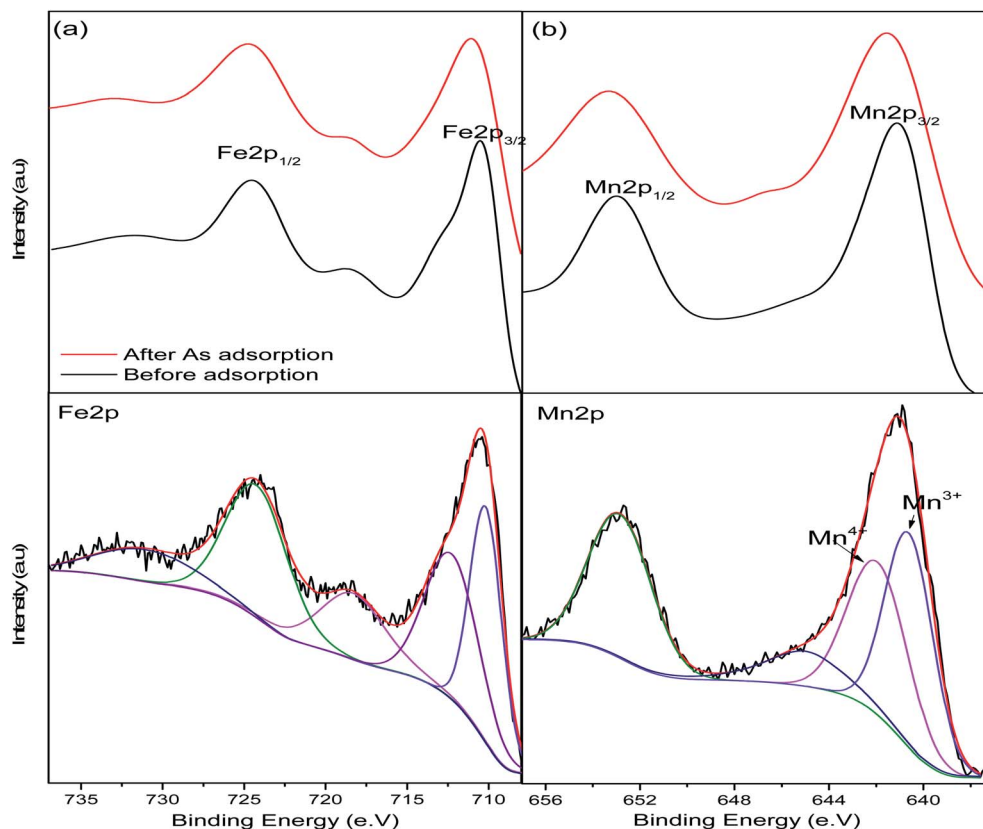 (a)
(b)
Fe2p1/2
Fe2p3/2
Mn2p1/2
Mn2p3/2
Intensity (au)
After As adsorption
Before adsorption
Fe2p
Mn2p
Mn4+
Mn3+
Intensity (au)
735 730 725 720 715 710
656 652 648 644 640
Binding Energy (e.V)
Binding Energy (e.V)